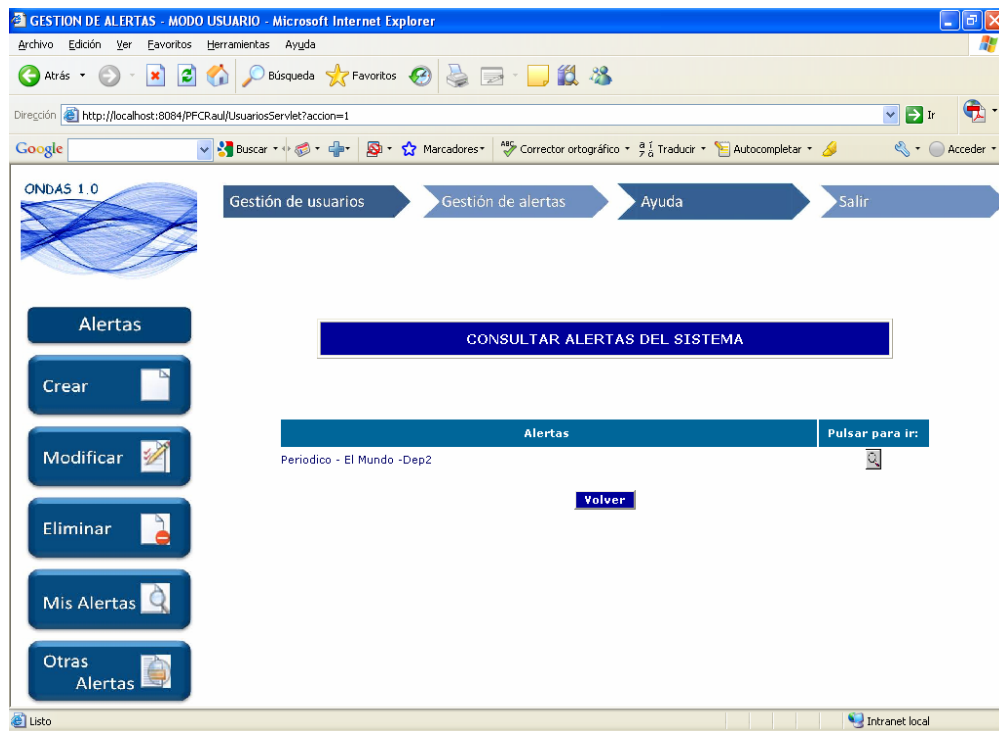 GESTION DE ALERTAS - MODO USUARIO - Microsoft Internet Explorer
Archivo Edición Ver Favoritos Herramientas Ayuda
Atrás Búsqueda Favoritos
Dirección http://localhost:8084/PFCRaul/UsuariosServlet?accion=1 Ir
Google Buscar Marcadores ABC Corrector ortográfico Traducir Autocompletar Acceder
ONDAS 1.0
Gestión de usuarios Gestión de alertas Ayuda Salir
Alertas
Crear
Modificar
Eliminar
Mis Alertas
Otras
Alertas
CONSULTAR ALERTAS DEL SISTEMA
Alertas Pulsar para ir:
Periodico - El Mundo -Dep2
Volver
Listo Intranet local